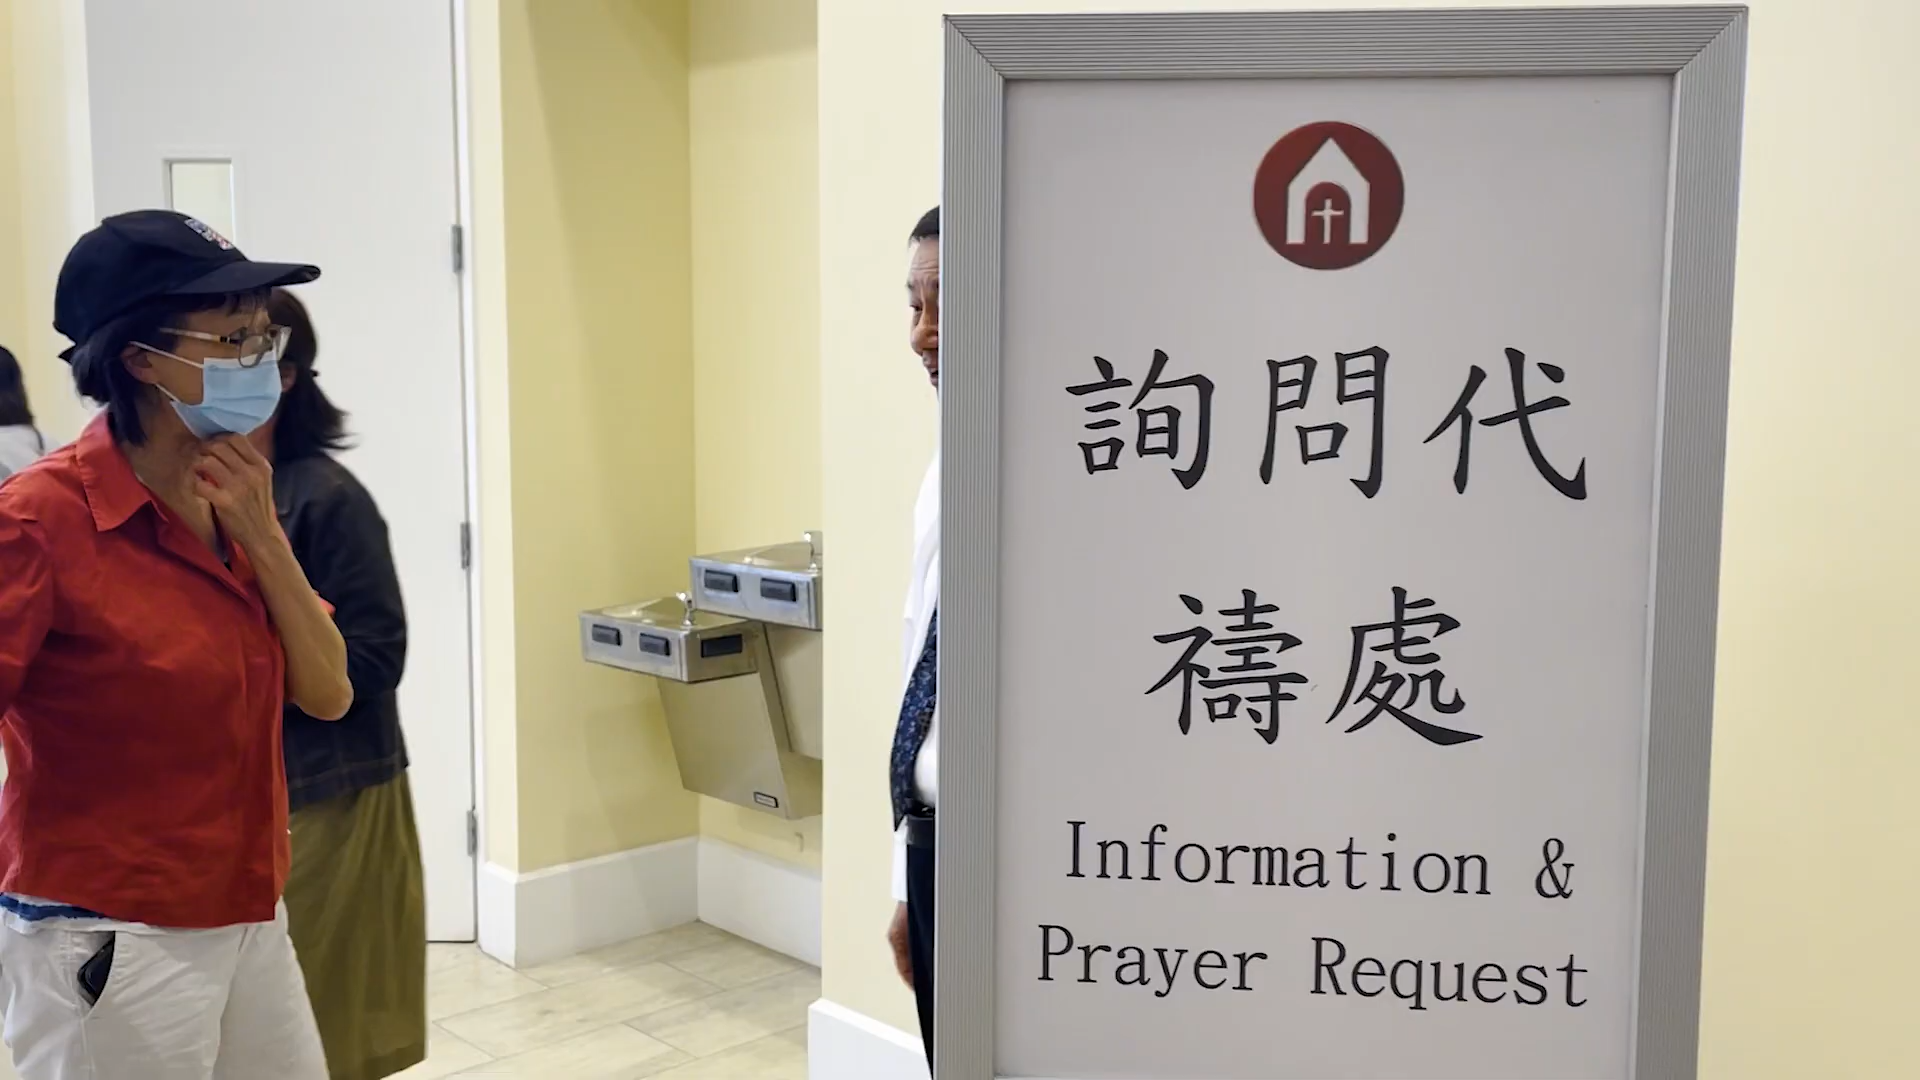 詢問代
禱處
Information &
Prayer Request